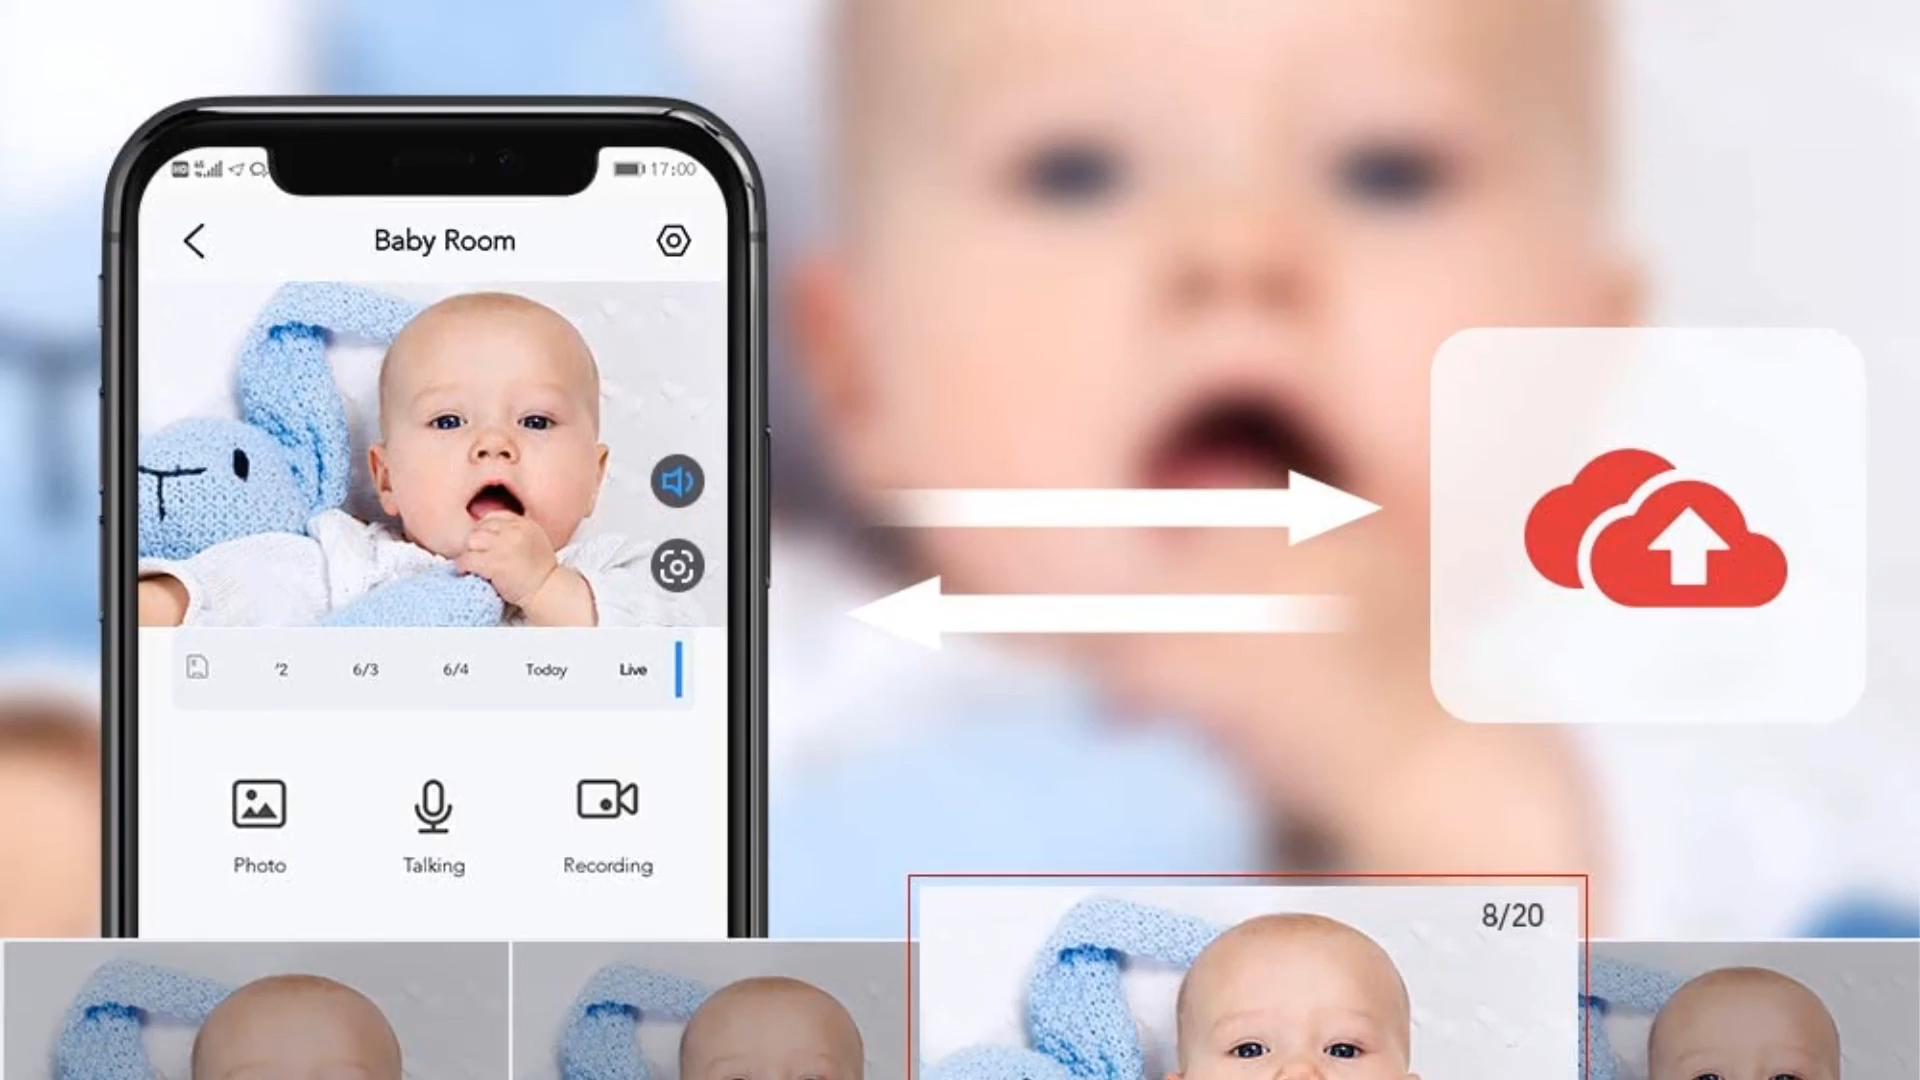 17:00
Baby Room
'2 6/3 6/4 Today Live
Photo Talking Recording
8/20